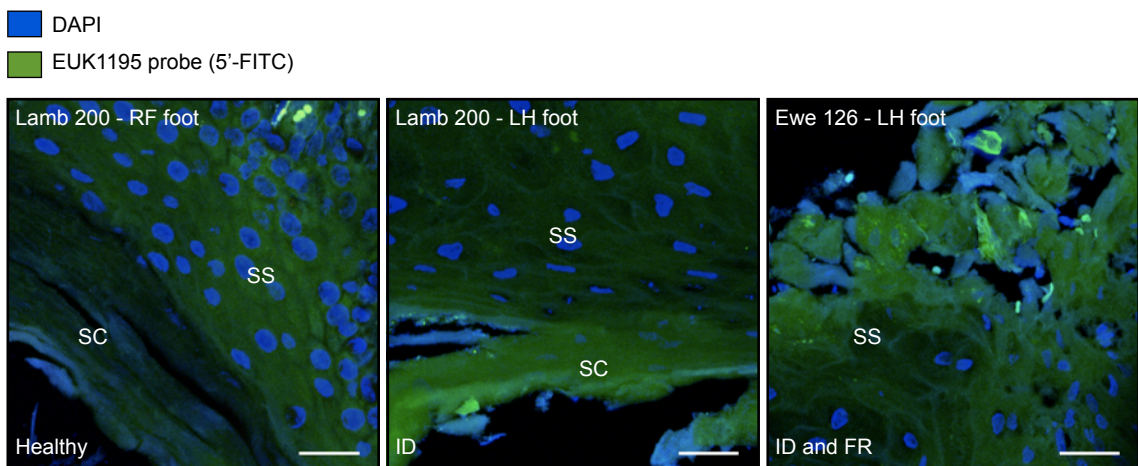 DAPI
EUK1195 probe (5'-FITC)
Lamb 200 - RF foot
SS
SC
Healthy
Lamb 200 - LH foot
SS
SC
ID
Ewe 126 - LH foot
SS
ID and FR